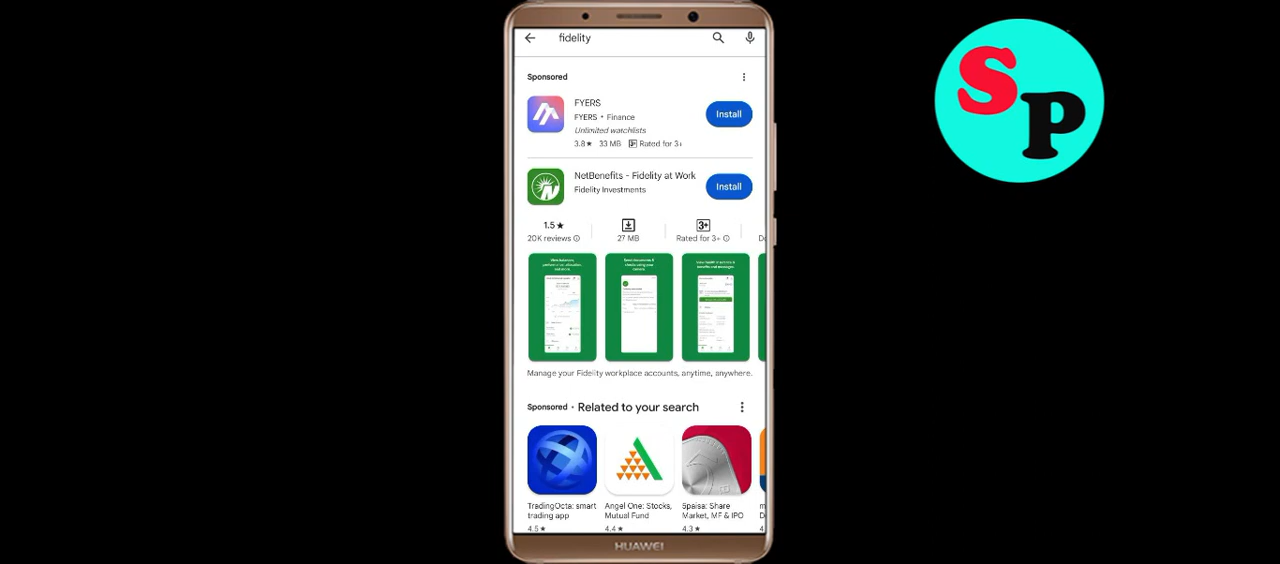 fidelity
Sponsored
FYERS
FYERS • Finance
Install
Unlimited watchlists
3.8★ 33 MB 3+ Rated for 3+
NetBenefits - Fidelity at Work
Fidelity Investments
Install
1.5★
3+
20K reviews
27 MB
Rated for 3+
Manage your Fidelity workplace accounts, anytime, anywhere.
Sponsored • Related to your search
TradingOcta: smart
trading app
4.5★
Angel One: Stocks,
Mutual Fund
4.4★
5paisa: Share
Market, MF & IPO
4.3★
HUAWEI
SP